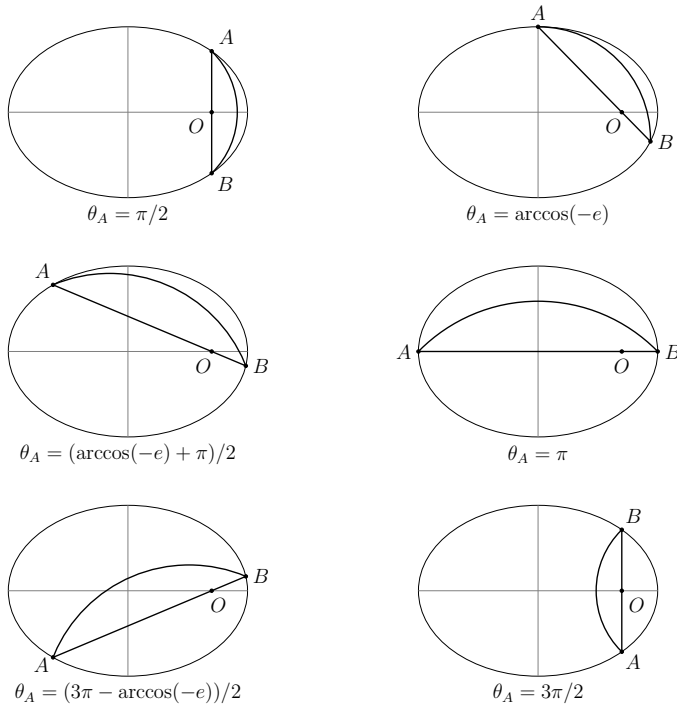 A
O
B
θ_A = π/2
A
O
B
θ_A = arccos(−e)
A
O
B
θ_A = (arccos(−e) + π)/2
A
O
B
θ_A = π
B
O
A
θ_A = (3π − arccos(−e))/2
B
O
A
θ_A = 3π/2